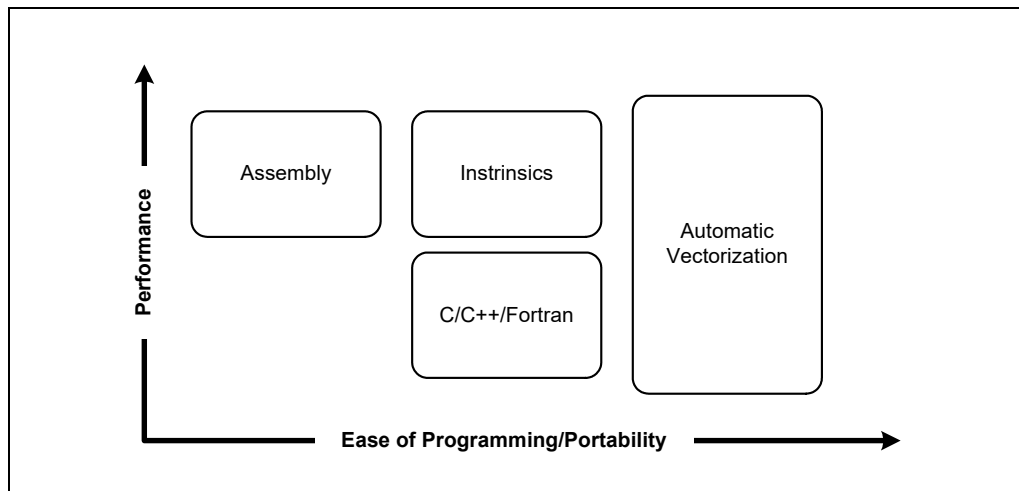 Performance
Assembly
Instrinsics
C/C++/Fortran
Automatic
Vectorization
Ease of Programming/Portability